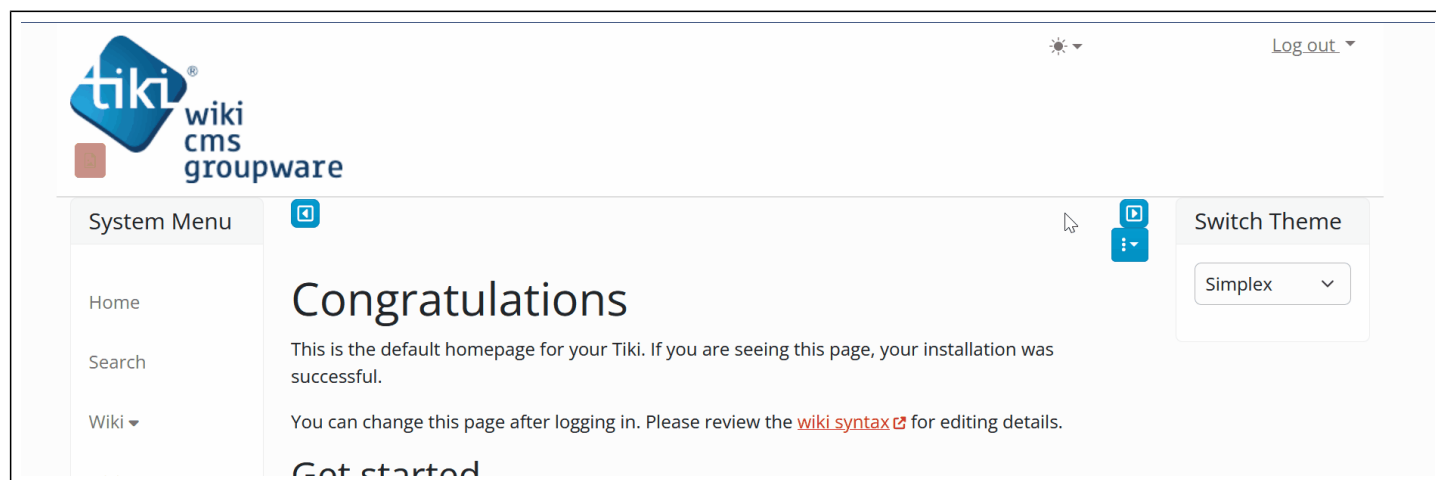 tiki®
wiki
cms
groupware
Log out
System Menu
Home
Search
Wiki
Congratulations
This is the default homepage for your Tiki. If you are seeing this page, your installation was
successful.
You can change this page after logging in. Please review the wiki syntax for editing details.
Get started
Switch Theme
Simplex